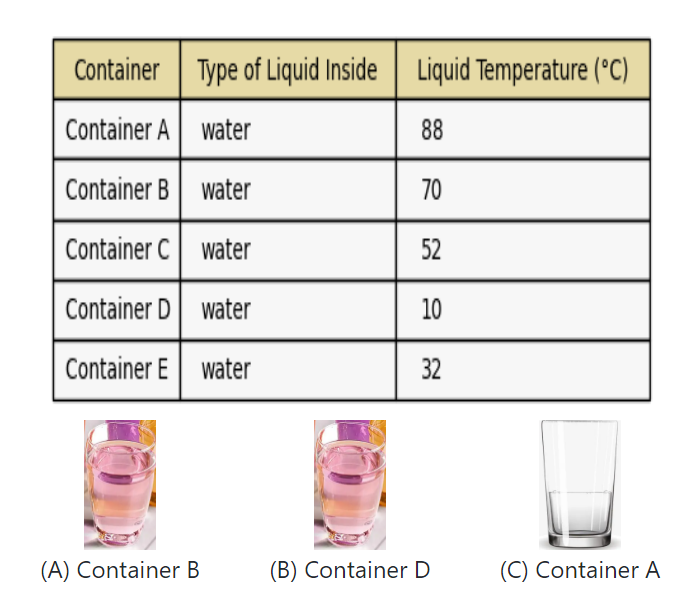 Container Type of Liquid Inside Liquid Temperature (°C)
Container A water 88
Container B water 70
Container C water 52
Container D water 10
Container E water 32
(A) Container B (B) Container D (C) Container A